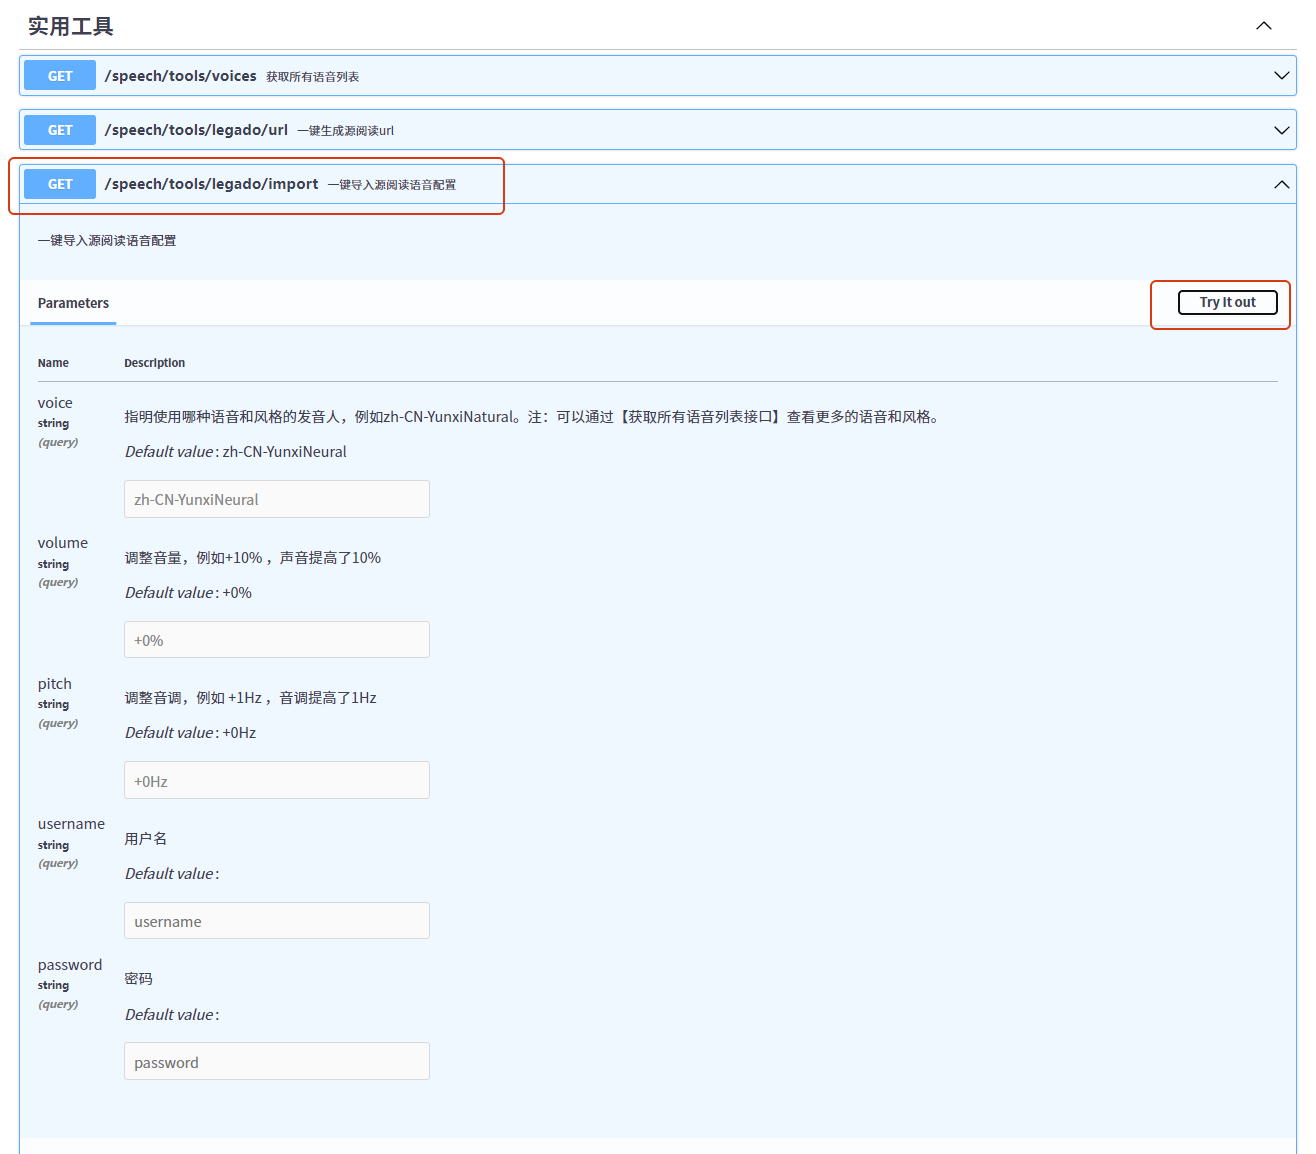 实用工具
GET /speech/tools/voices 获取所有语音列表
GET /speech/tools/legado/url 一键生成源阅读url
GET /speech/tools/legado/import 一键导入源阅读语音配置
一键导入源阅读语音配置
Parameters
Try it out
Name Description
voice
string
(query)
指明使用哪种语音和风格的发音人，例如zh-CN-YunxiNatural。注：可以通过【获取所有语音列表接口】查看更多的语音和风格。
Default value : zh-CN-YunxiNeural
zh-CN-YunxiNeural
volume
string
(query)
调整音量，例如+10% ，声音提高了10%
Default value : +0%
+0%
pitch
string
(query)
调整音调，例如 +1Hz ，音调提高了1Hz
Default value : +0Hz
+0Hz
username
string
(query)
用户名
Default value :
username
password
string
(query)
密码
Default value :
password